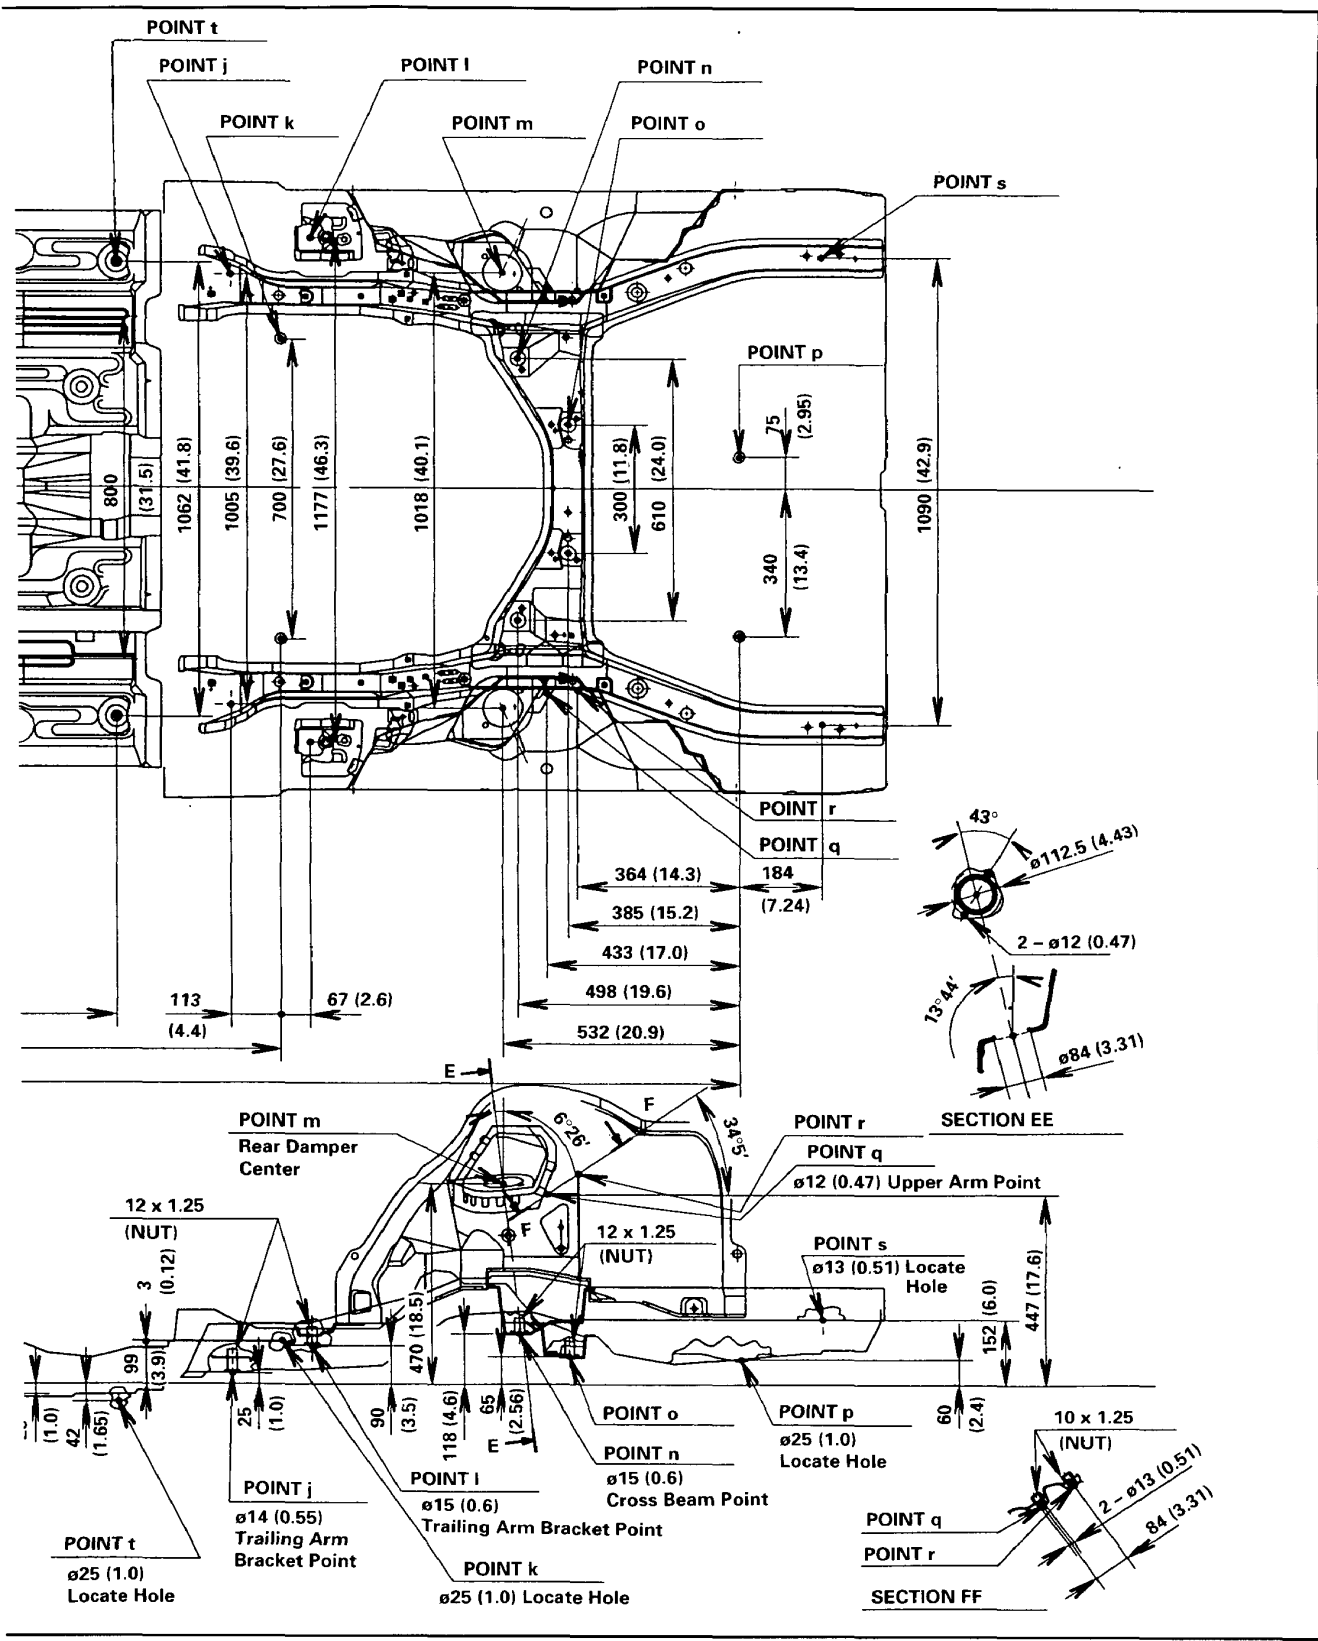 POINT t
POINT j
POINT l
POINT n
POINT k
POINT m
POINT o
POINT s
POINT p
75
(2.95)
800
(31.5)
1062 (41.8)
1005 (39.6)
700 (27.6)
1177 (46.3)
1018 (40.1)
300 (11.8)
610 (24.0)
340
(13.4)
1090 (42.9)
POINT r
POINT q
43°
ø112.5 (4.43)
364 (14.3)
184
(7.24)
385 (15.2)
2 – ø12 (0.47)
433 (17.0)
113
(4.4)
67 (2.6)
498 (19.6)
13°44′
532 (20.9)
ø84 (3.31)
SECTION EE
E
F
POINT m
Rear Damper
Center
6°26′
34°5′
POINT r
POINT q
ø12 (0.47) Upper Arm Point
12 x 1.25
(NUT)
F
12 x 1.25
(NUT)
POINT s
ø13 (0.51) Locate
Hole
3
(0.12)
470 (18.5)
152 (6.0)
447 (17.6)
99
(3.9)
(1.0)
42
(1.65)
25
(1.0)
90
(3.5)
118 (4.6)
65
(2.56)
60
(2.4)
E
POINT o
POINT p
ø25 (1.0)
Locate Hole
POINT n
ø15 (0.6)
Cross Beam Point
10 x 1.25
(NUT)
2 – ø13 (0.51)
84 (3.31)
POINT j
ø14 (0.55)
Trailing Arm
Bracket Point
POINT l
ø15 (0.6)
Trailing Arm Bracket Point
POINT q
POINT r
POINT t
ø25 (1.0)
Locate Hole
POINT k
ø25 (1.0) Locate Hole
SECTION FF